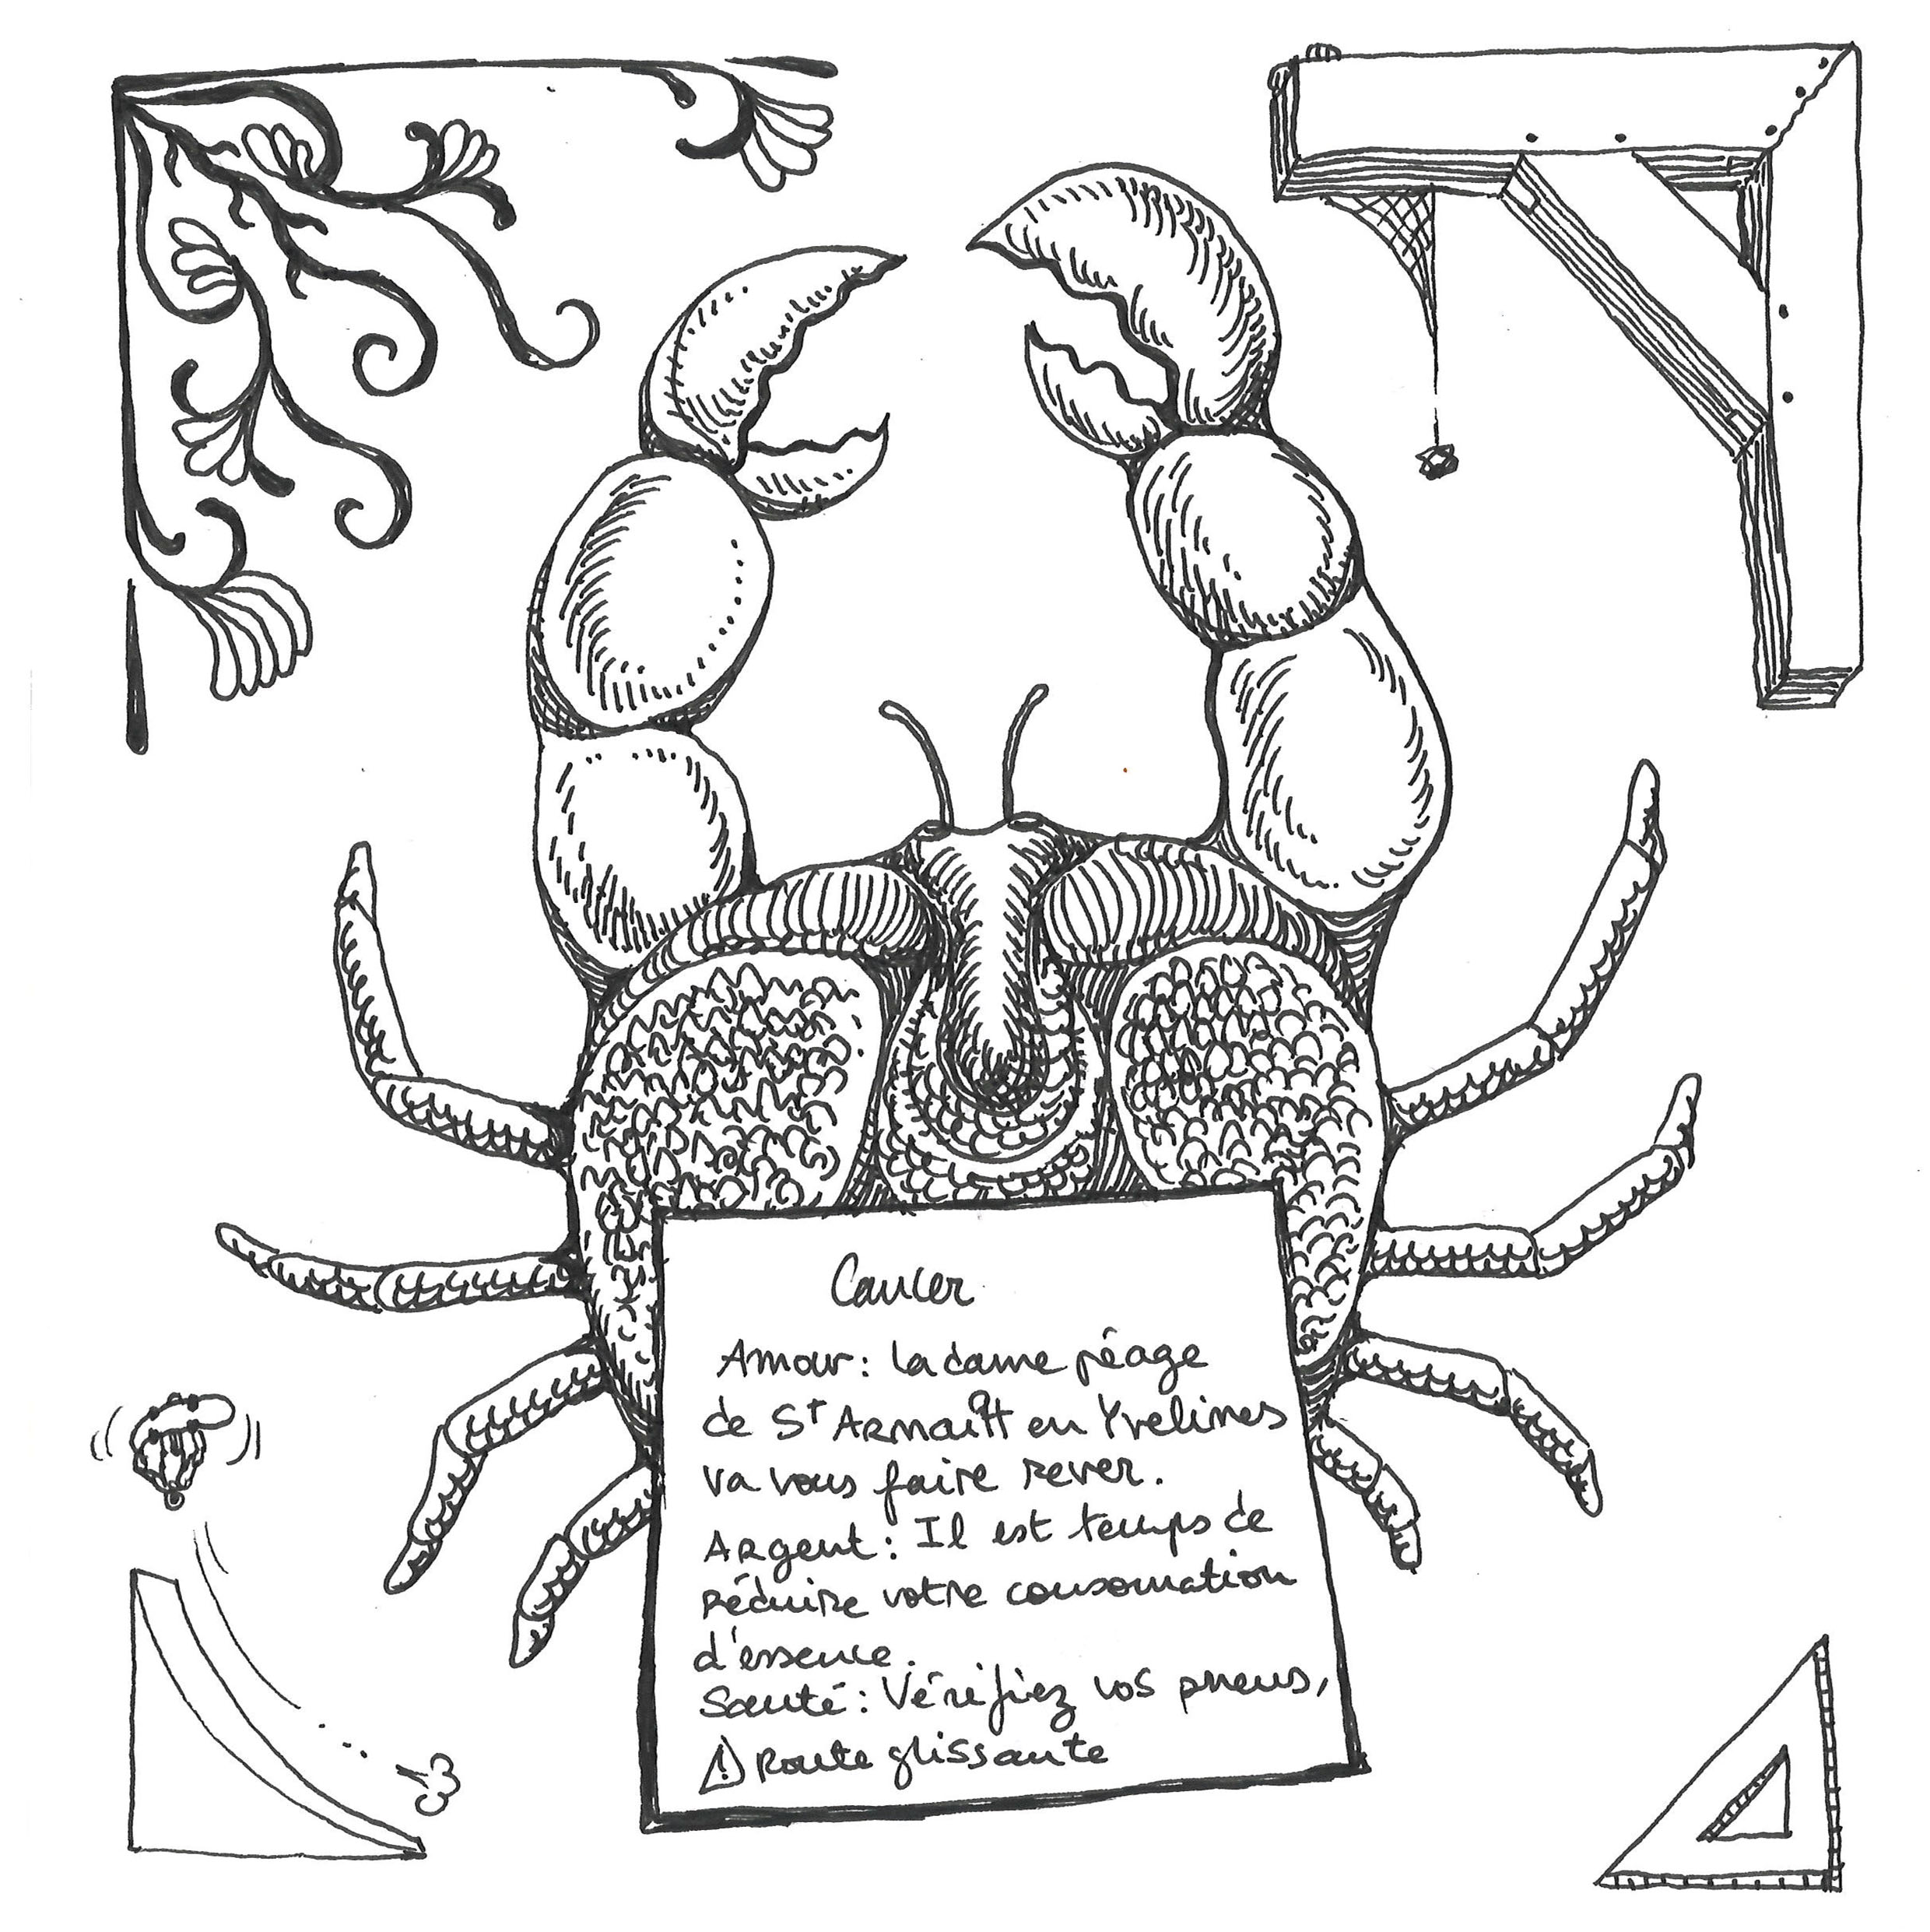 Cancer
Amour: la dame péage
de St Arnoult en Yvelines
va vous faire rever.
Argent: Il est temps de
réduire votre consomation
d'essence.
Santé: Vérifiez vos pneus,
⚠ Route glissante